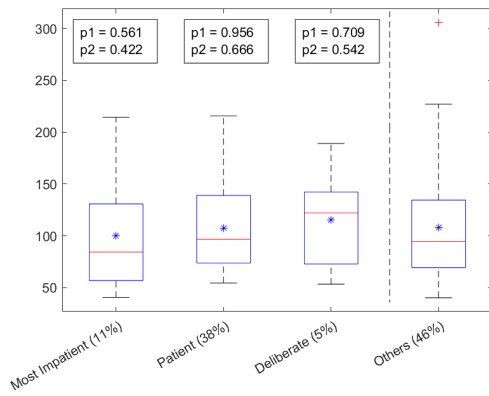 p1 = 0.561
p2 = 0.422
p1 = 0.956
p2 = 0.666
p1 = 0.709
p2 = 0.542
300
250
200
150
100
50
Most Impatient (11%)
Patient (38%)
Deliberate (5%)
Others (46%)